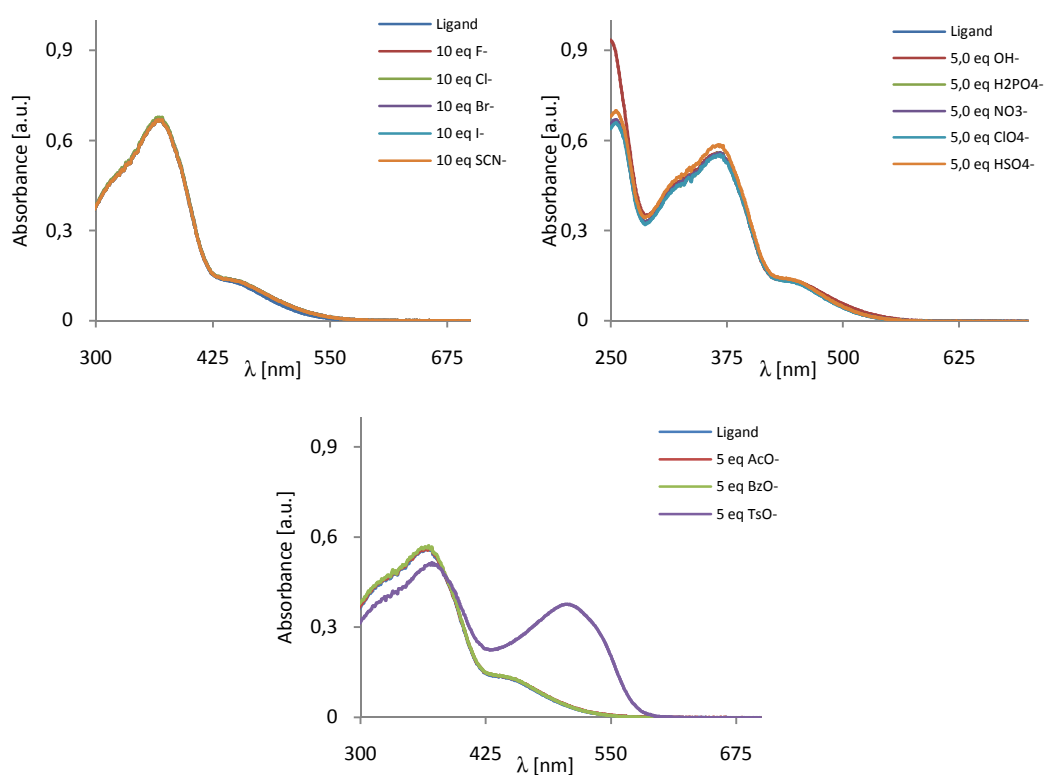 Absorbance [a.u.]
0,9
0,6
0,3
0
300
425
550
675
λ [nm]
Ligand
10 eq F-
10 eq Cl-
10 eq Br-
10 eq I-
10 eq SCN-
Absorbance [a.u.]
0,9
0,6
0,3
0
250
375
500
625
λ [nm]
Ligand
5,0 eq OH-
5,0 eq H2PO4-
5,0 eq NO3-
5,0 eq ClO4-
5,0 eq HSO4-
Absorbance [a.u.]
0,9
0,6
0,3
0
300
425
550
675
λ [nm]
Ligand
5 eq AcO-
5 eq BzO-
5 eq TsO-